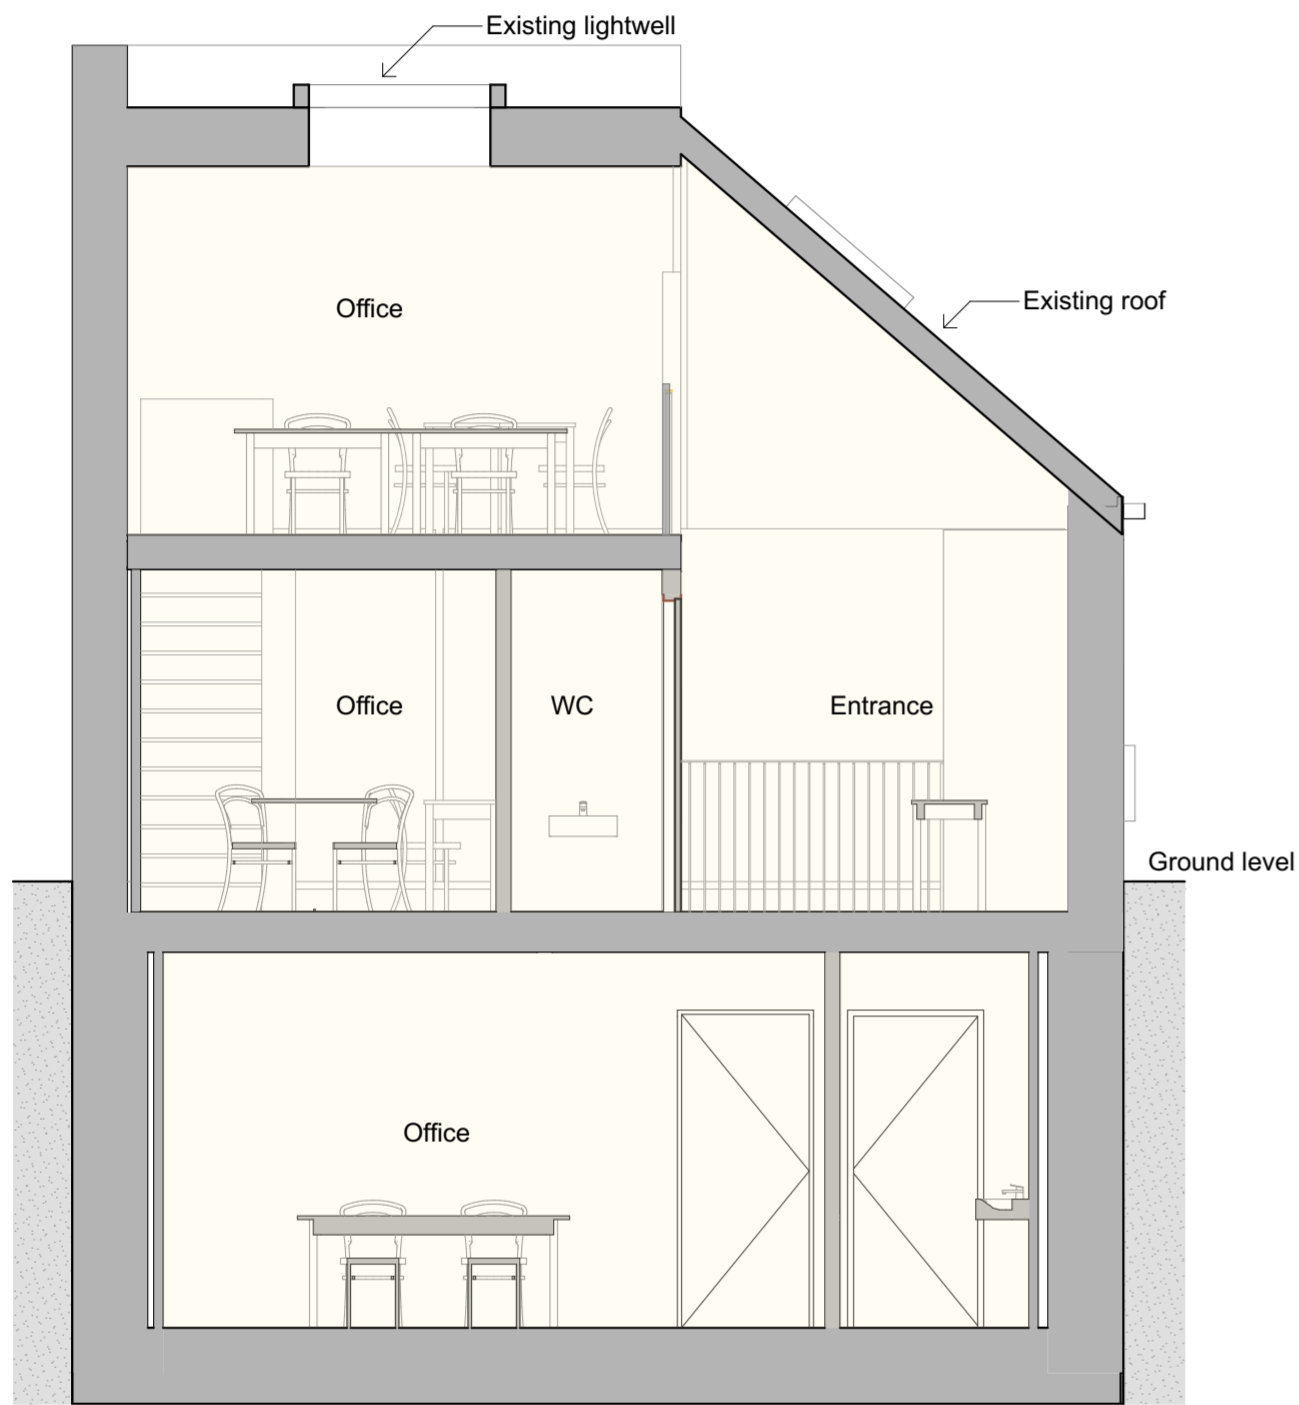 Existing lightwell
Office
Existing roof
Office
WC
Entrance
Ground level
Office